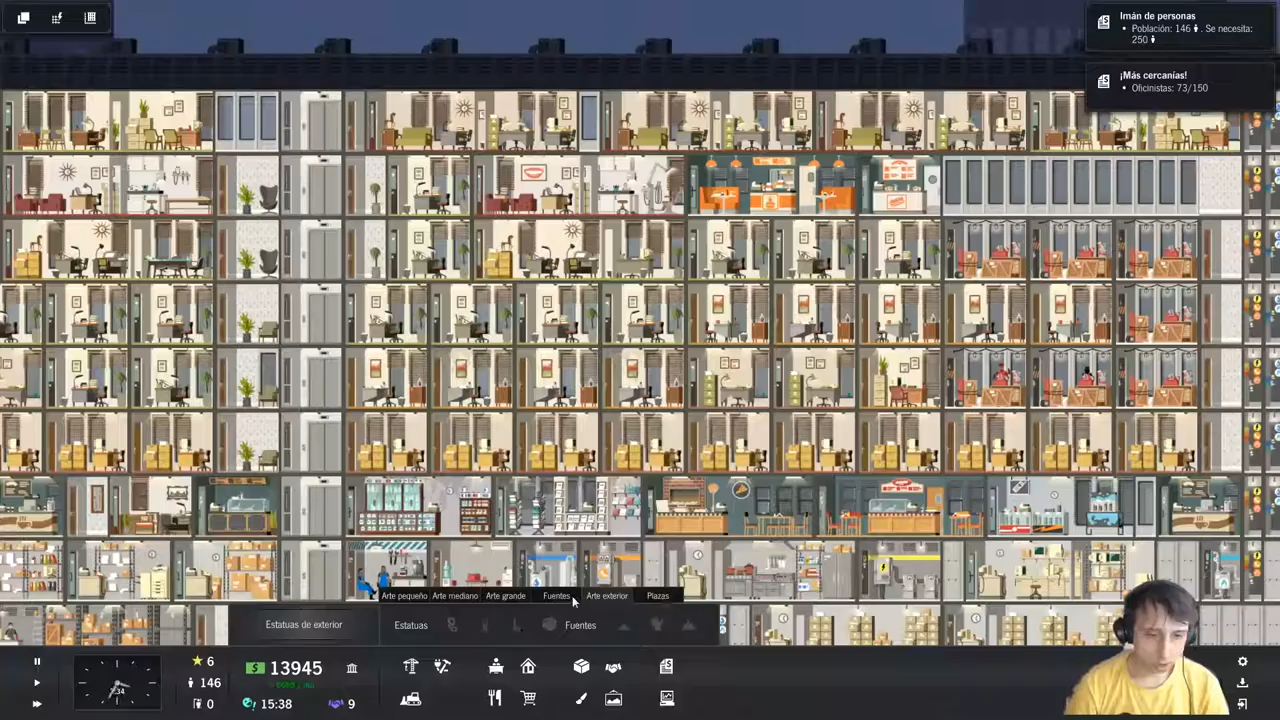 Imán de personas
• Población: 146. Se necesita:
250
¡Más cercanías!
• Oficinistas: 73/150
Arte pequeño
Arte mediano
Arte grande
Fuentes
Arte exterior
Plazas
Estatuas de exterior
Estatuas
Fuentes
6
$ 13945
146
0
15:38
9